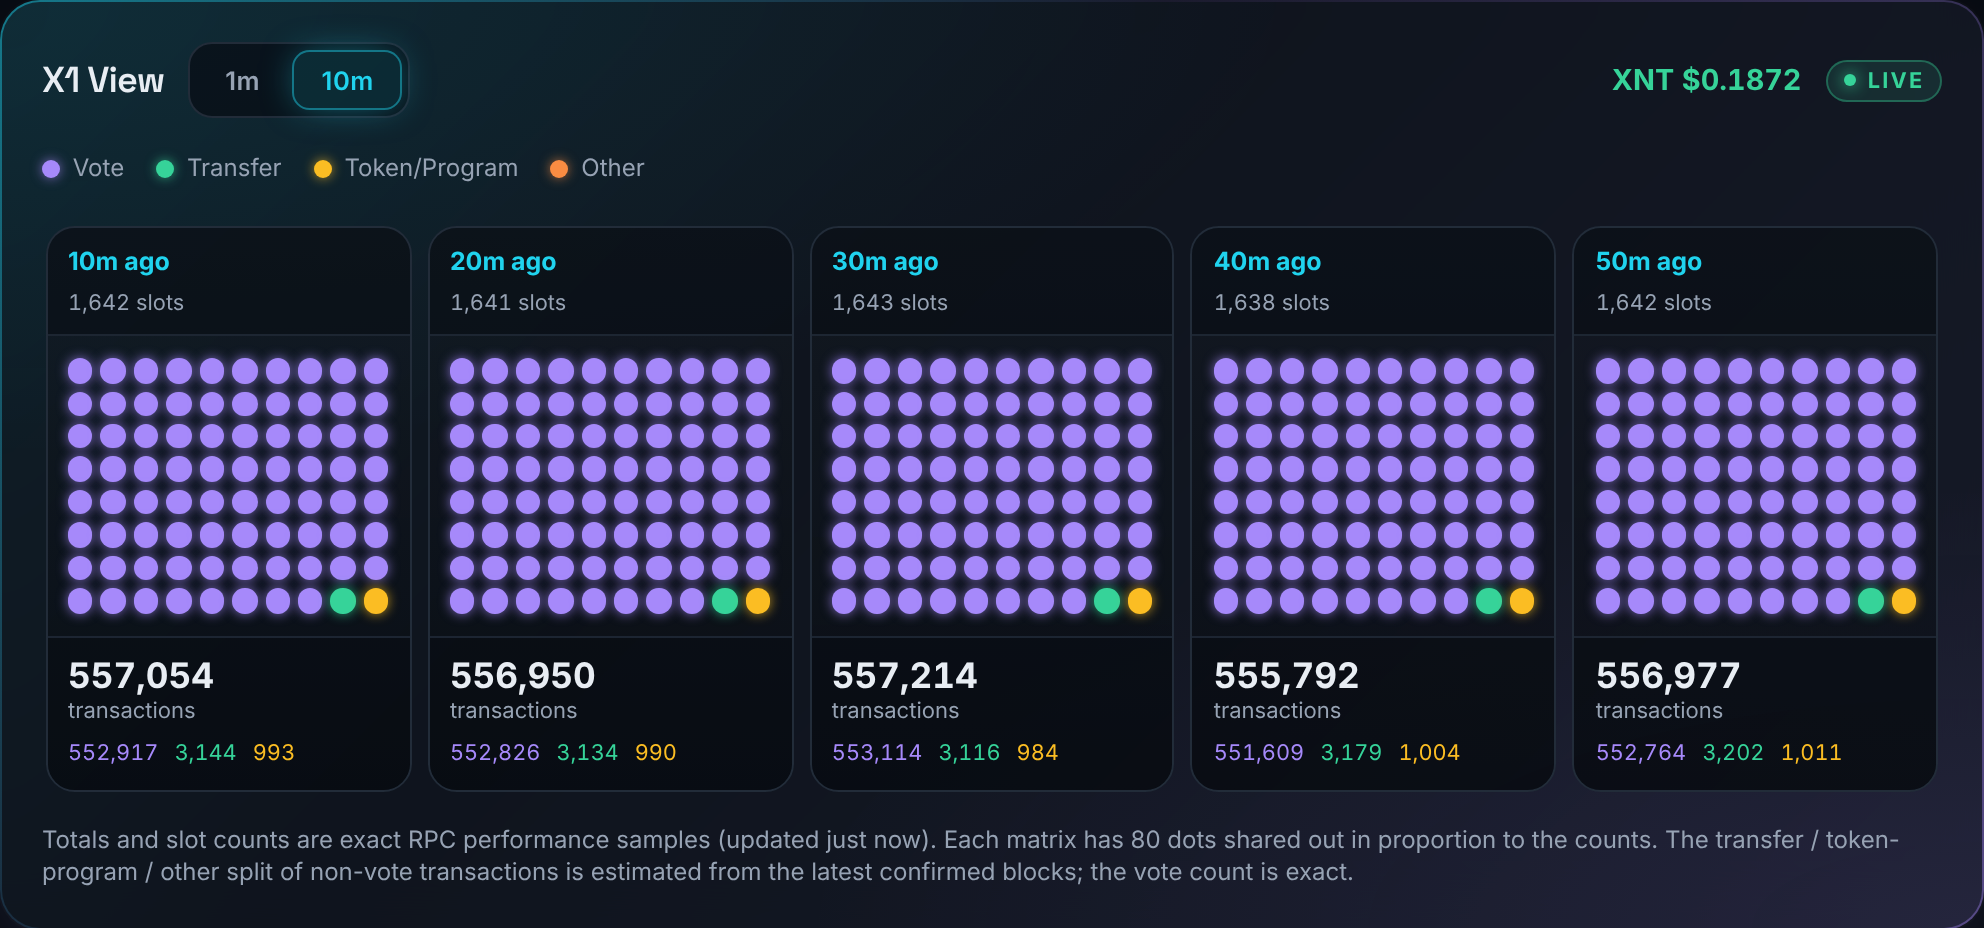 X1 View
1m
10m
XNT $0.1872
LIVE
Vote
Transfer
Token/Program
Other
10m ago
1,642 slots
557,054
transactions
552,917 3,144 993
20m ago
1,641 slots
556,950
transactions
552,826 3,134 990
30m ago
1,643 slots
557,214
transactions
553,114 3,116 984
40m ago
1,638 slots
555,792
transactions
551,609 3,179 1,004
50m ago
1,642 slots
556,977
transactions
552,764 3,202 1,011
Totals and slot counts are exact RPC performance samples (updated just now). Each matrix has 80 dots shared out in proportion to the counts. The transfer / token-
program / other split of non-vote transactions is estimated from the latest confirmed blocks; the vote count is exact.